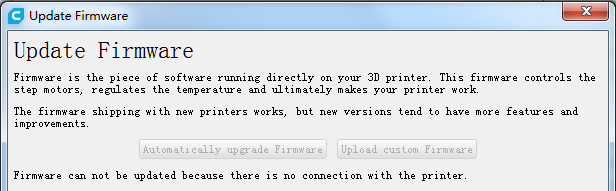 Update Firmware
Update Firmware
Firmware is the piece of software running directly on your 3D printer. This firmware controls the
step motors, regulates the temperature and ultimately makes your printer work.
The firmware shipping with new printers works, but new versions tend to have more features and
improvements.
Automatically upgrade Firmware Upload custom Firmware
Firmware can not be updated because there is no connection with the printer.